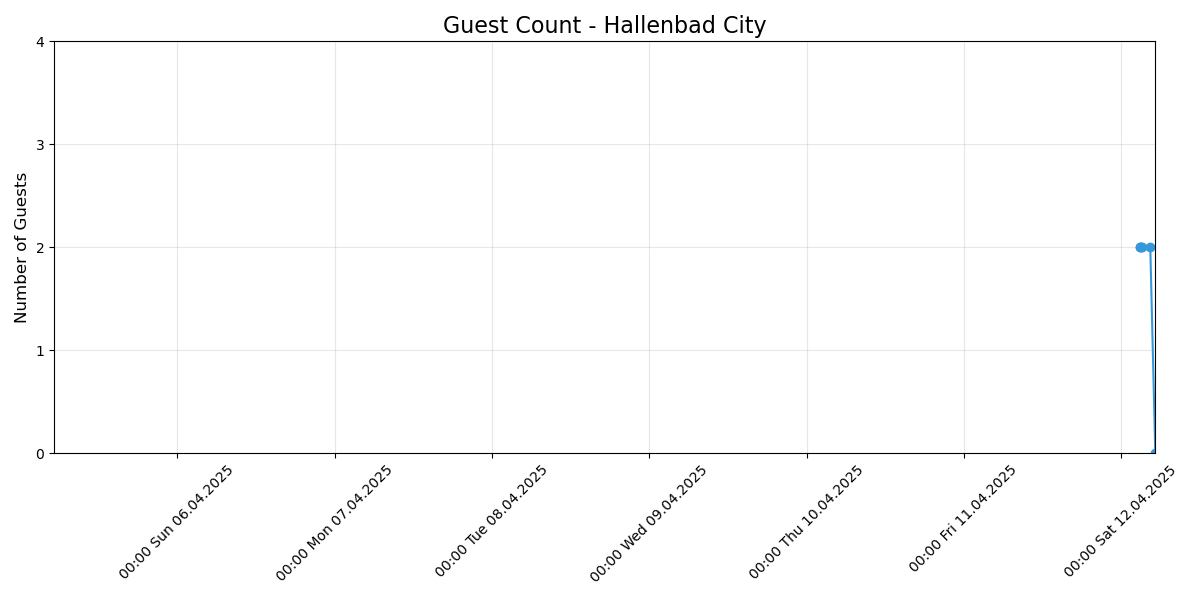 Guest Count - Hallenbad City
Number of Guests
4
3
2
1
0
00:00 Sun 06.04.2025
00:00 Mon 07.04.2025
00:00 Tue 08.04.2025
00:00 Wed 09.04.2025
00:00 Thu 10.04.2025
00:00 Fri 11.04.2025
00:00 Sat 12.04.2025